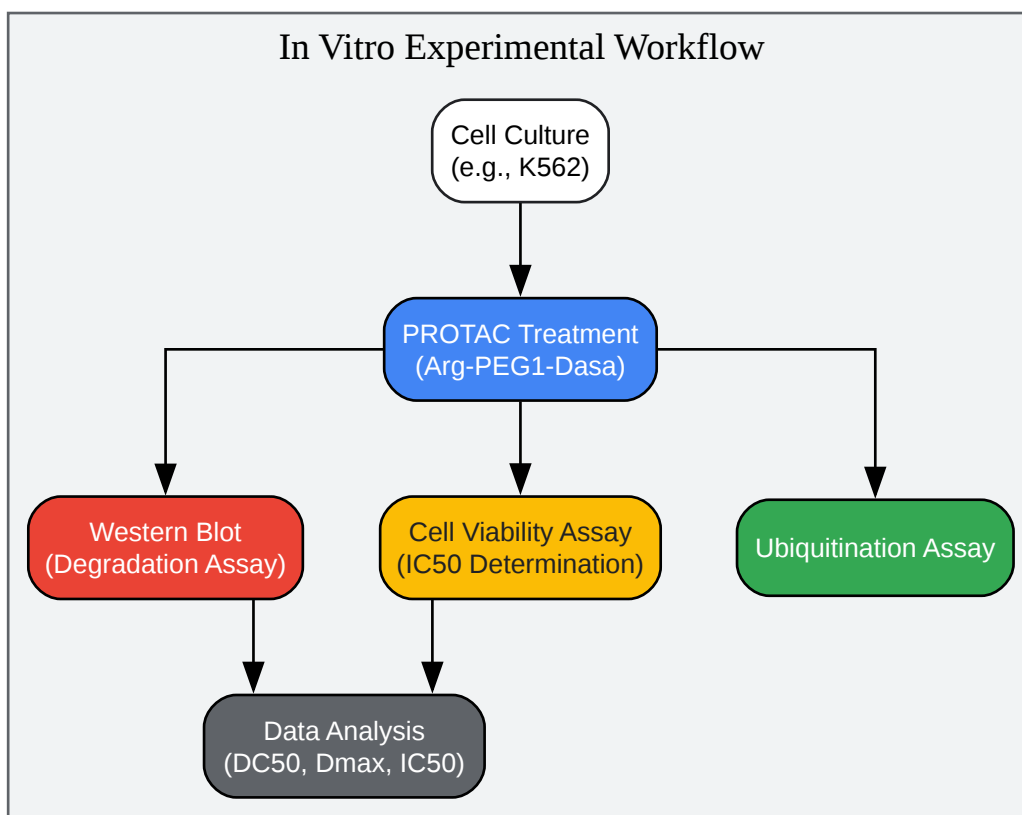 In Vitro Experimental Workflow
Cell Culture
(e.g., K562)
PROTAC Treatment
(Arg-PEG1-Dasa)
Western Blot
(Degradation Assay)
Cell Viability Assay
(IC50 Determination)
Ubiquitination Assay
Data Analysis
(DC50, Dmax, IC50)